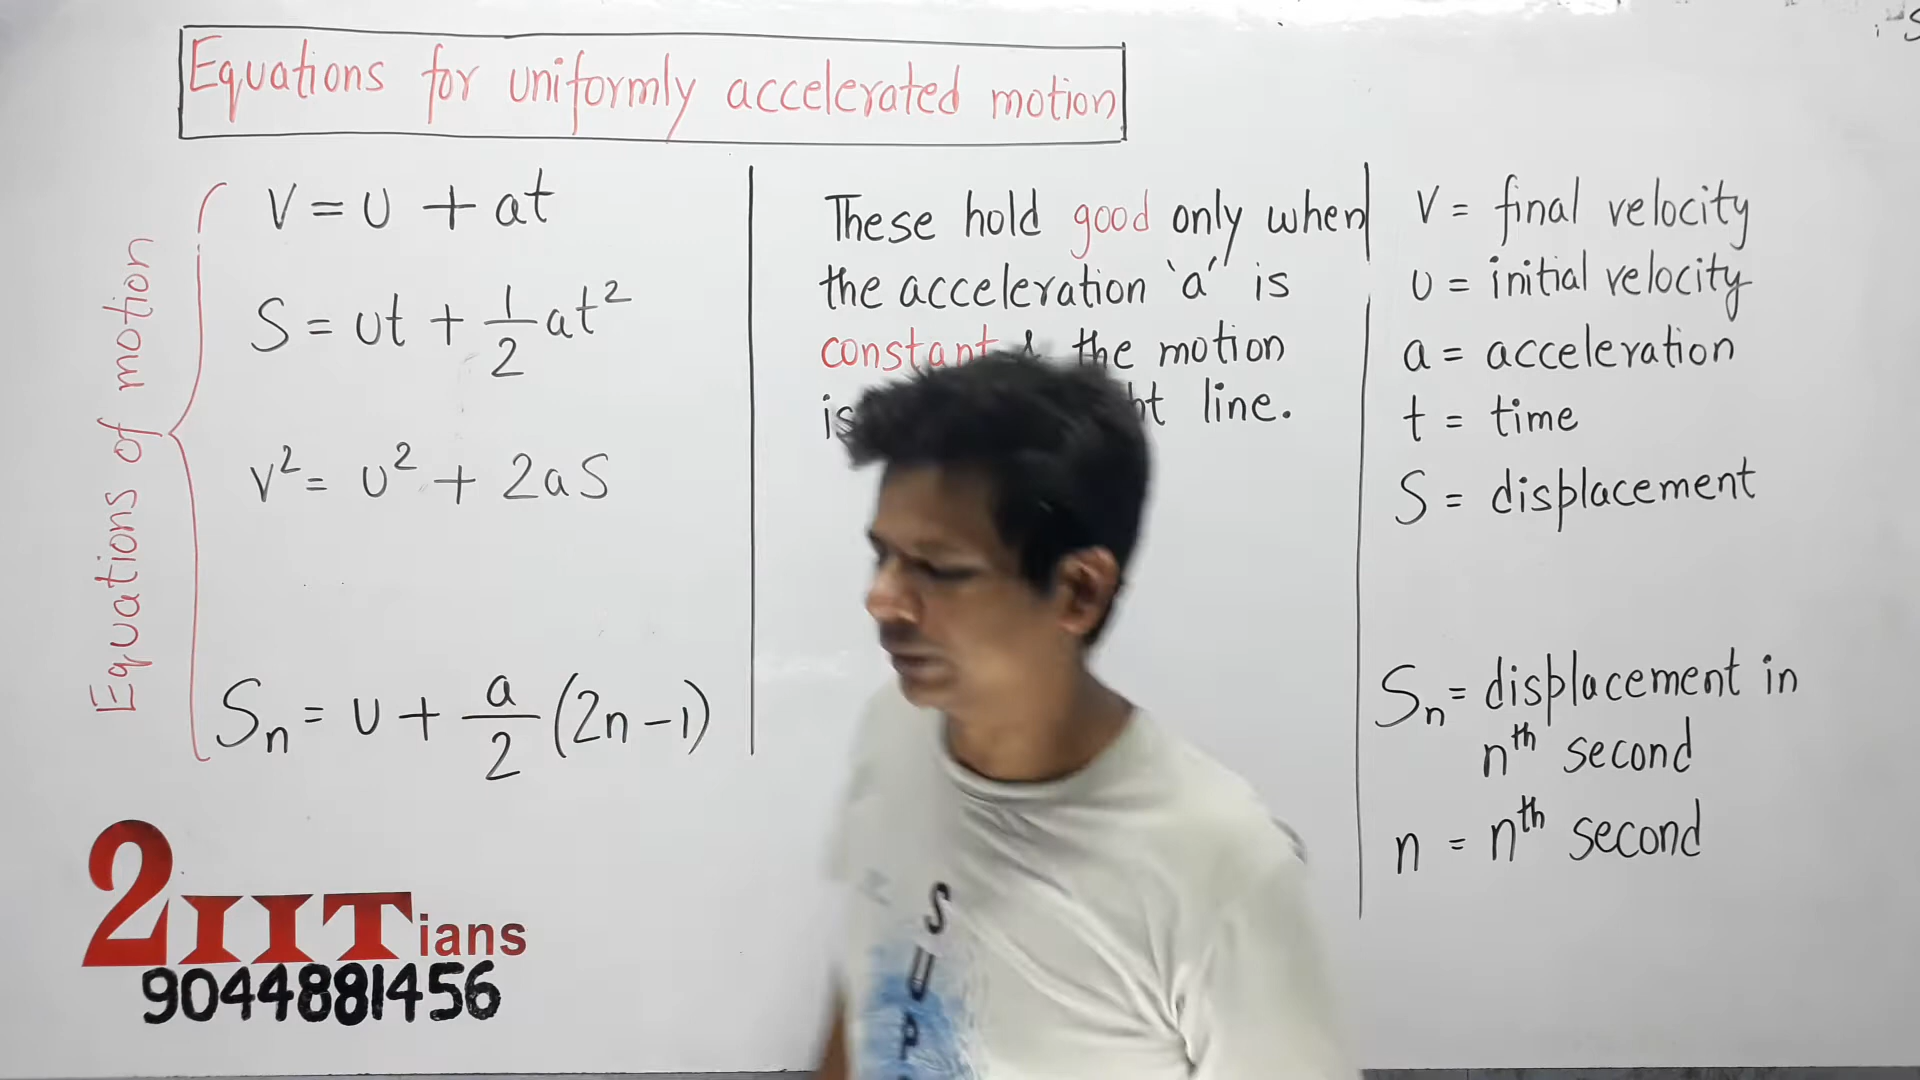 Equations for uniformly accelerated motion
Equations of motion
V = U + at
S = Ut + 1/2 at²
V² = U² + 2aS
Sn = U + a/2 (2n - 1)
These hold good only when
the acceleration 'a' is
constant & the motion
is line.
V = final velocity
U = initial velocity
a = acceleration
t = time
S = displacement
Sn = displacement in
nth second
n = nth second
2IITians
9044881456